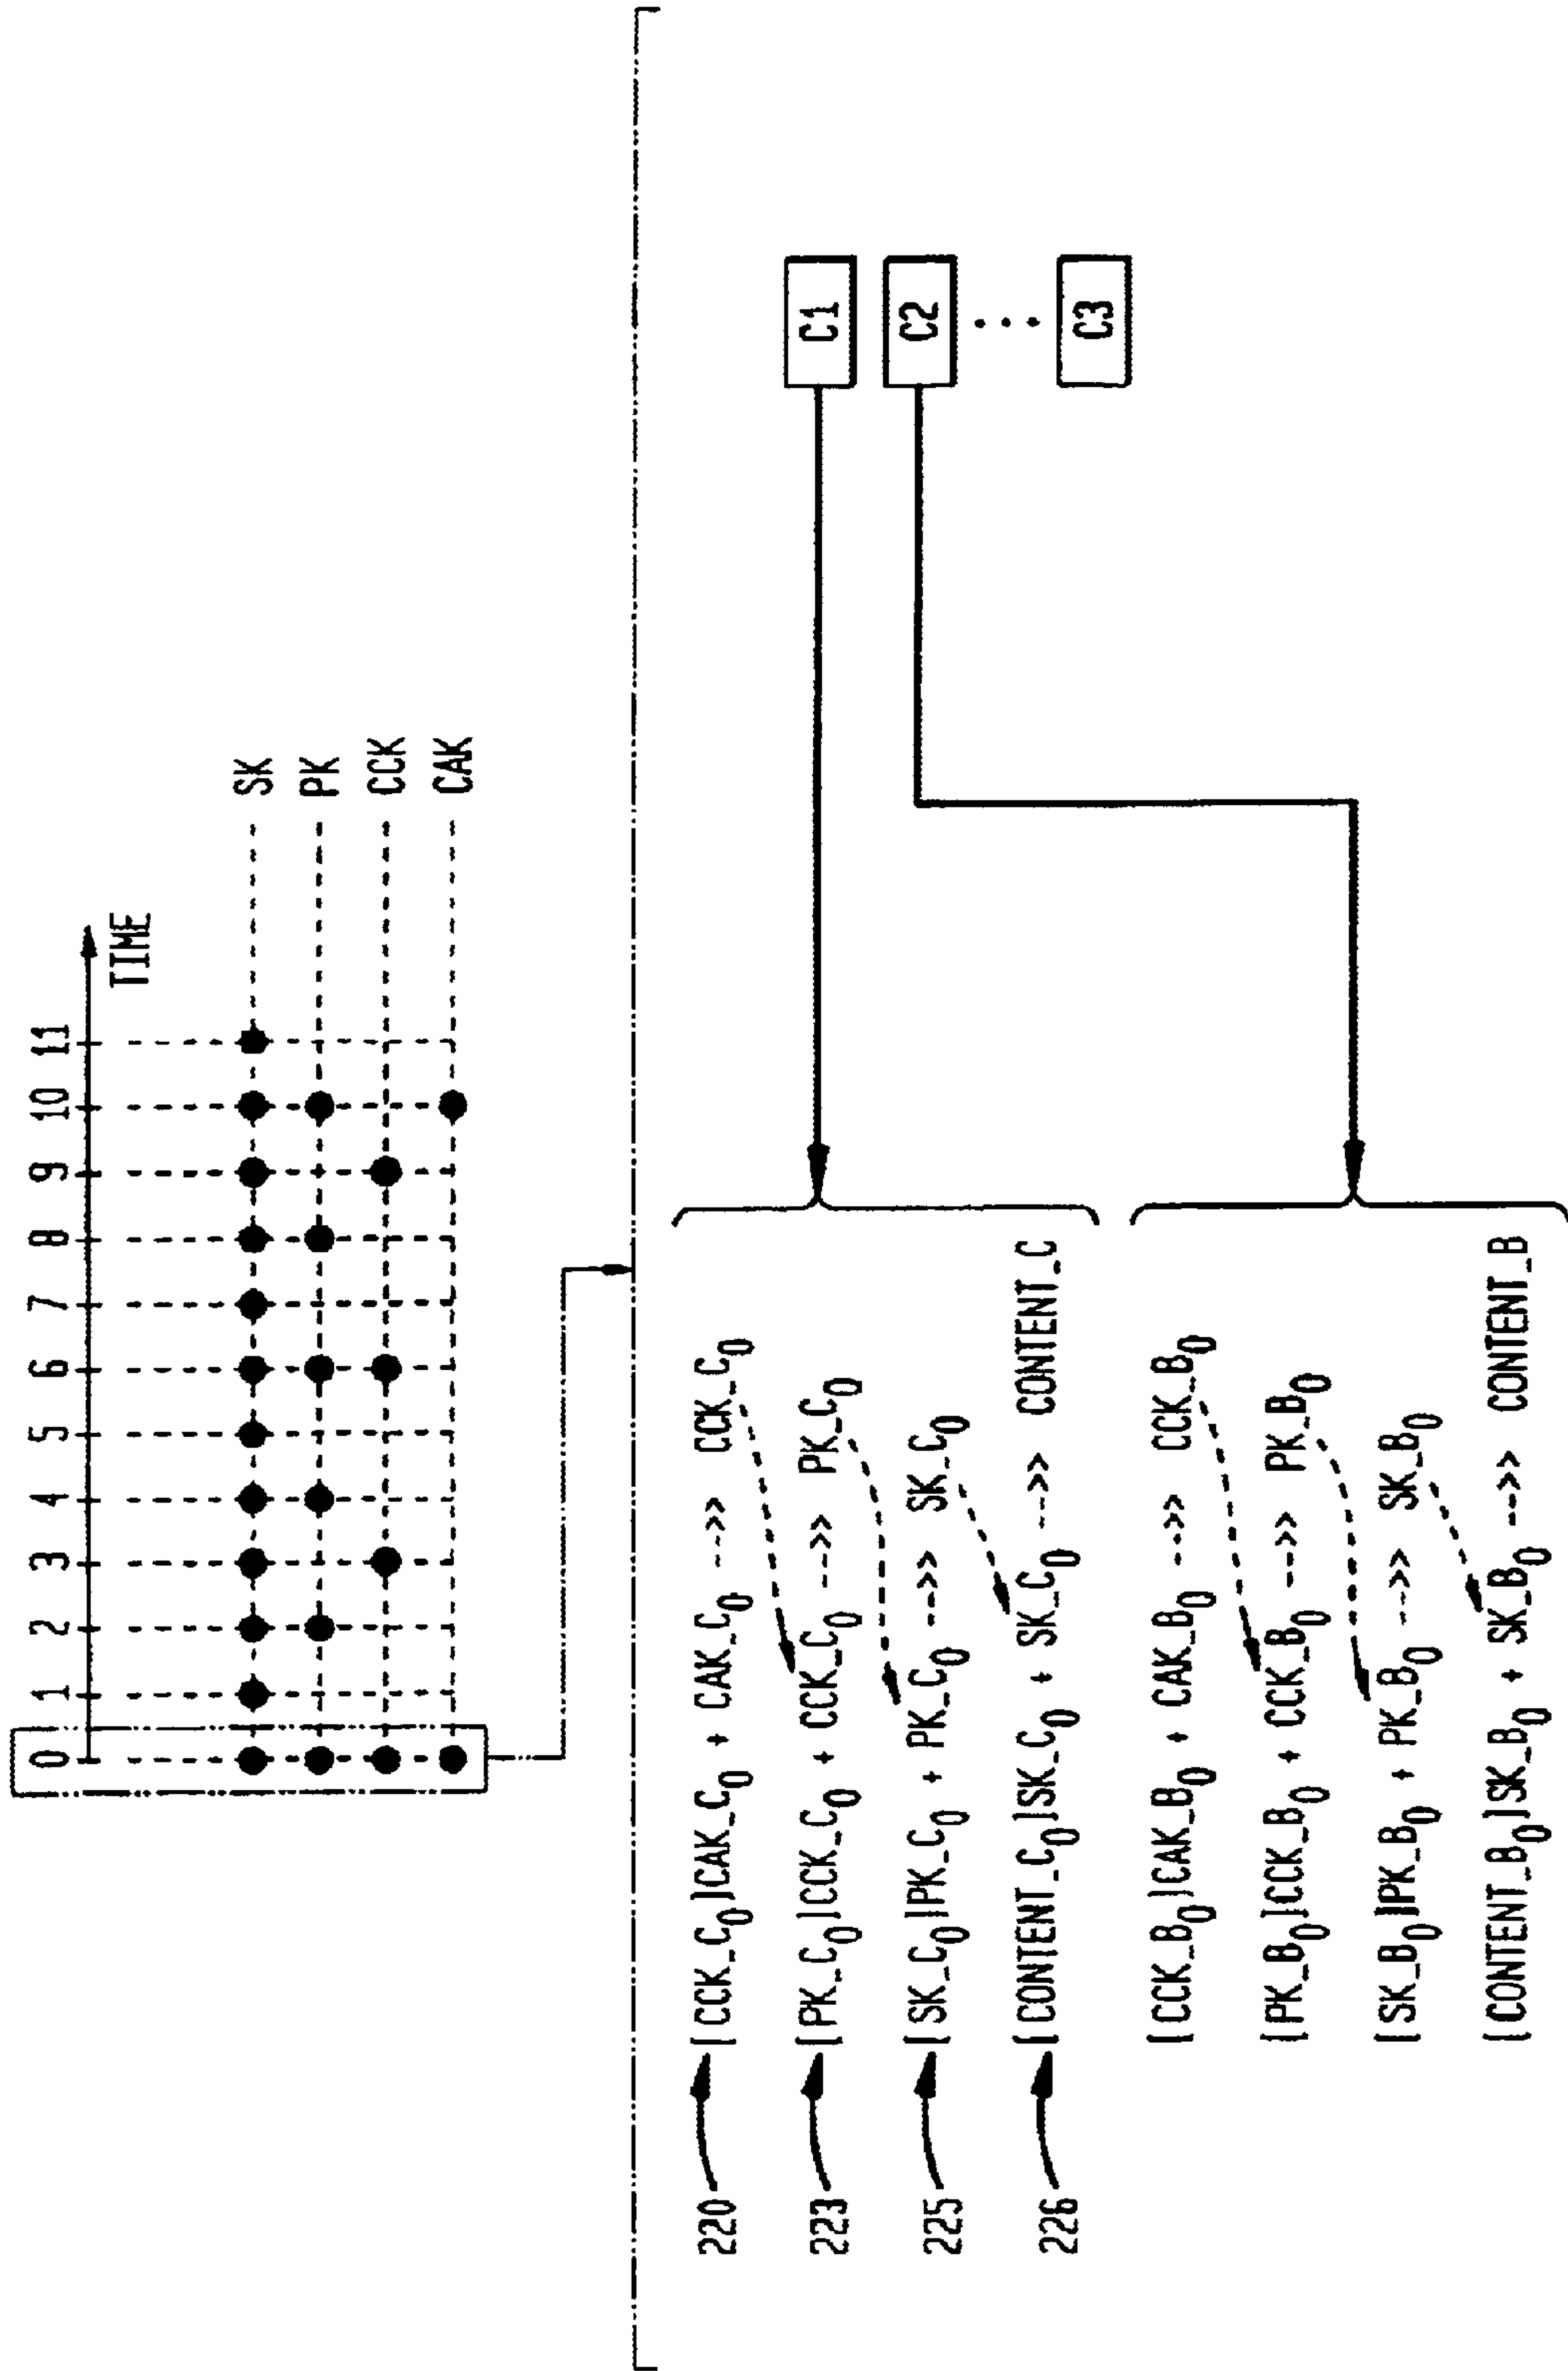 0 1 2 3 4 5 6 7 8 9 10 11
TIME
SK
PK
CCK
CAK
220 [CCK_C0]CAK_C0 + CAK_C0 -->> CCK_C0
223 [PK_C0]CCK_C0 + CCK_C0 -->> PK_C0
225 [SK_C0]PK_C0 + PK_C0 -->> SK_C0
226 [CONTENT_C0]SK_C0 + SK_C0 -->> CONTENT_C
[CCK_B0]CAK_B0 + CAK_B0 -->> CCK_B0
[PK_B0]CCK_B0 + CCK_B0 -->> PK_B0
[SK_B0]PK_B0 + PK_B0 -->> SK_B0
[CONTENT_B0]SK_B0 + SK_B0 -->> CONTENT_B
C1
C2
...
C3